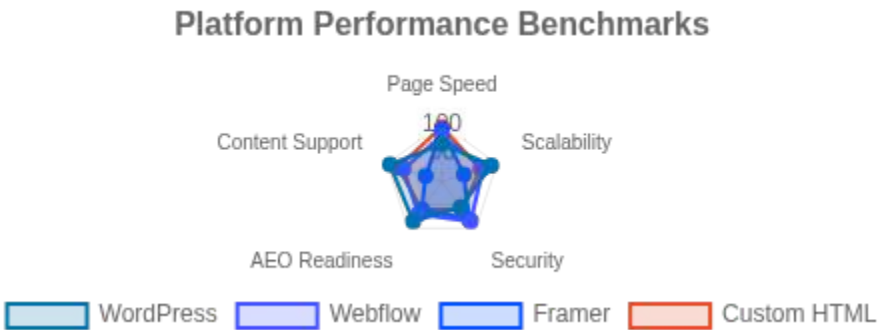 Platform Performance Benchmarks
Page Speed
100
Content Support
Scalability
AEO Readiness
Security
WordPress
Webflow
Framer
Custom HTML